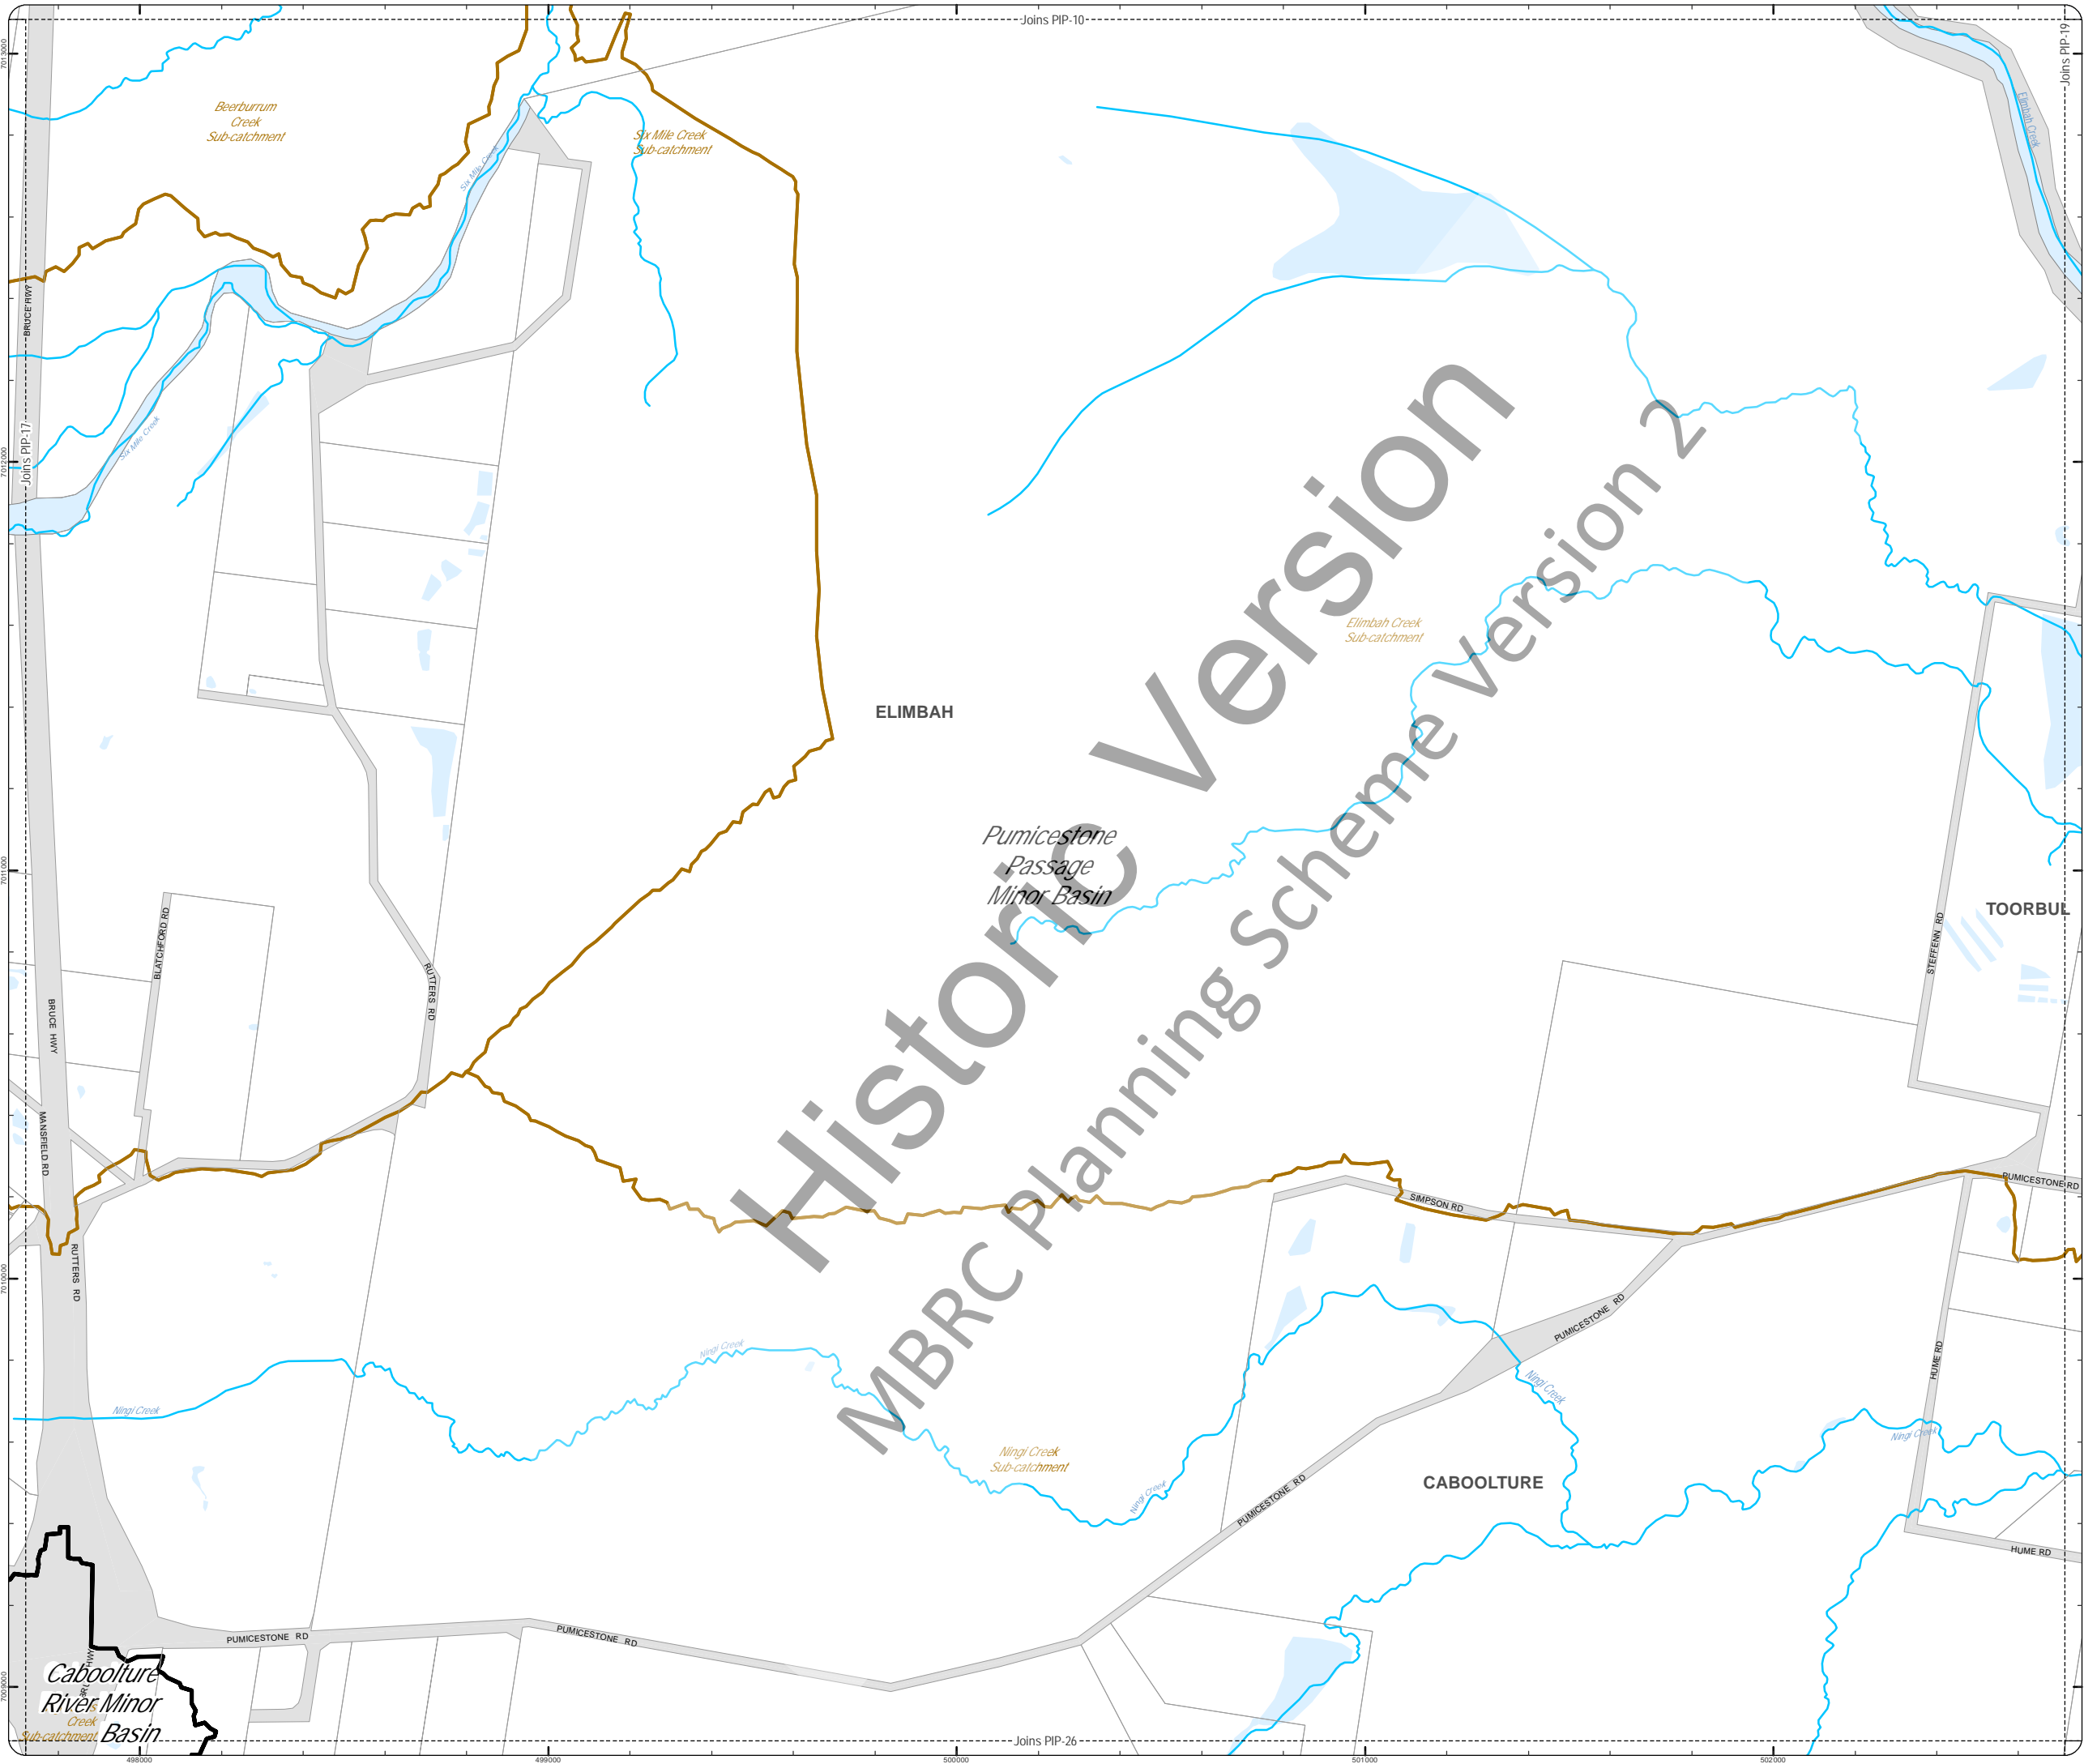 Joins PIP-10
Joins PIP-19
Joins PIP-17
Joins PIP-26
7013000
7012000
7011000
7010000
7009000
498000
499000
500000
501000
502000
Beerburrum
Creek
Sub-catchment
Six Mile Creek
Sub-catchment
Six Mile Creek
Six Mile Creek
Elimbah Creek
BRUCE HWY
Elimbah Creek
Sub-catchment
ELIMBAH
Pumicestone
Passage
Minor Basin
Historic Version
MBRC Planning Scheme Version 2
TOORBUL
STEFFENN RD
BLATCHFORD RD
RUTTERS RD
BRUCE HWY
MANSFIELD RD
RUTTERS RD
SIMPSON RD
PUMICESTONE RD
PUMICESTONE RD
HUME RD
Ningi Creek
Ningi Creek
Ningi Creek
Ningi Creek
Ningi Creek
Ningi Creek
Sub-catchment
CABOOLTURE
PUMICESTONE RD
HUME RD
PUMICESTONE RD
PUMICESTONE RD
Caboolture
River Minor
Basin
Creek
Sub-catchment